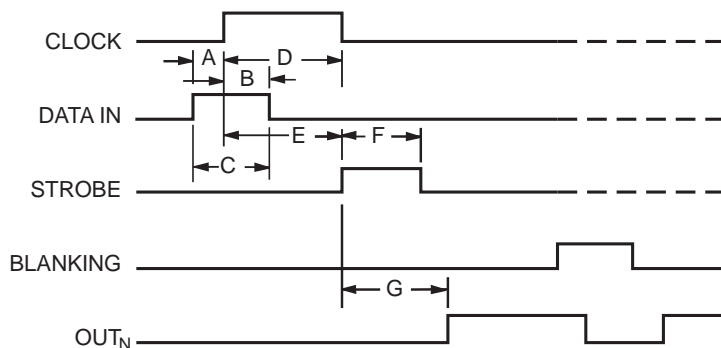 CLOCK
A D
B
DATA IN
E F
C
STROBE
BLANKING
G
OUTN